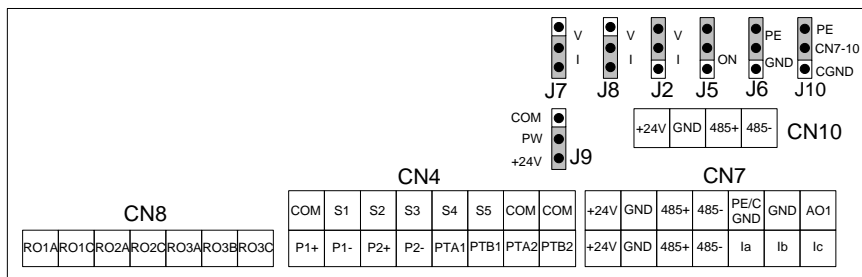 V V V PE PE
CN7-10
I I I ON GND CGND
J7 J8 J2 J5 J6 J10
COM
PW
+24V J9
+24V GND 485+ 485- CN10
CN8 CN4 CN7
COM S1 S2 S3 S4 S5 COM COM
P1+ P1- P2+ P2- PTA1 PTB1 PTA2 PTB2
+24V GND 485+ 485- PE/C GND GND AO1
+24V GND 485+ 485- Ia Ib Ic
RO1A RO1C RO2A RO2C RO3A RO3B RO3C